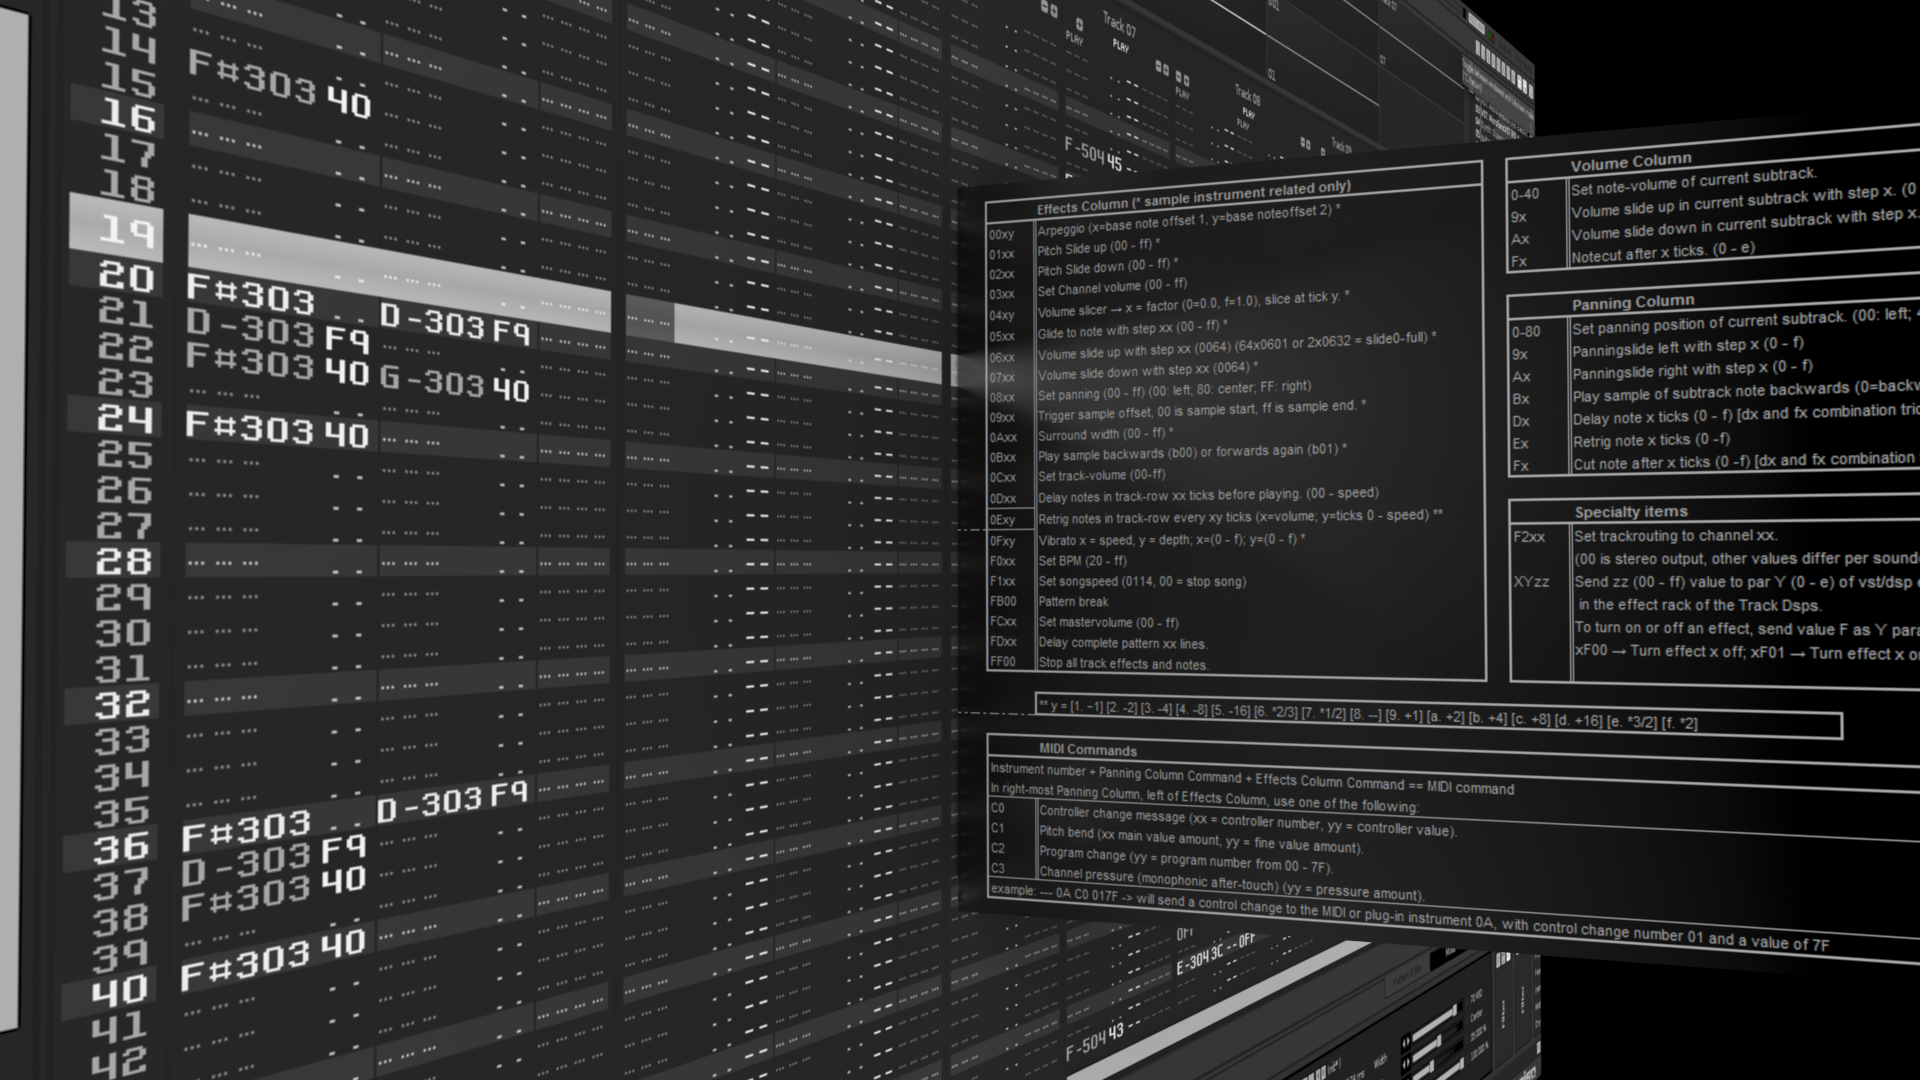 13
14
15
16
17
18
19
20
21
22
23
24
25
26
27
28
29
30
31
32
33
34
35
36
37
38
39
40
41
42
F#303 40
F#303 .. D-303 F9
D-303 F9
F#303 40 G-303 40
F#303 40
F#303 .. D-303 F9
D-303 F9
F#303 40
F#303 40
Track 07
PLAY
PLAY
PLAY
Track 08
PLAY
PLAY
Track 09
01
07
F-504 45
OFF
E-304 3C -- OFF
F-504 43
Pattern Editor
Width
Center
Effects Column (* sample instrument related only)
00xy Arpeggio (x=base note offset 1, y=base noteoffset 2) *
01xx Pitch Slide up (00 - ff) *
02xx Pitch Slide down (00 - ff) *
03xx Set Channel volume (00 - ff)
04xy Volume slicer → x = factor (0=0.0, f=1.0), slice at tick y. *
05xx Glide to note with step xx (00 - ff) *
06xx Volume slide up with step xx (0064) (64x0601 or 2x0632 = slide0-full) *
07xx Volume slide down with step xx (0064) *
08xx Set panning (00 - ff) (00: left; 80: center; FF: right)
09xx Trigger sample offset, 00 is sample start, ff is sample end. *
0Axx Surround width (00 - ff) *
0Bxx Play sample backwards (b00) or forwards again (b01) *
0Cxx Set track-volume (00-ff)
0Dxx Delay notes in track-row xx ticks before playing. (00 - speed)
0Exy Retrig notes in track-row every xy ticks (x=volume; y=ticks 0 - speed) **
0Fxy Vibrato x = speed, y = depth; x=(0 - f); y=(0 - f) *
F0xx Set BPM (20 - ff)
F1xx Set songspeed (0114, 00 = stop song)
FB00 Pattern break
FCxx Set mastervolume (00 - ff)
FDxx Delay complete pattern xx lines.
FF00 Stop all track effects and notes.
Volume Column
0-40 Set note-volume of current subtrack.
9x Volume slide up in current subtrack with step x. (0
Ax Volume slide down in current subtrack with step x.
Fx Notecut after x ticks. (0 - e)
Panning Column
0-80 Set panning position of current subtrack. (00: left;
9x Panningslide left with step x (0 - f)
Ax Panningslide right with step x (0 - f)
Bx Play sample of subtrack note backwards (0=backw
Dx Delay note x ticks (0 - f) [dx and fx combination tric
Ex Retrig note x ticks (0 -f)
Fx Cut note after x ticks (0 -f) [dx and fx combination
Specialty items
F2xx Set trackrouting to channel xx.
(00 is stereo output, other values differ per sound
XYzz Send zz (00 - ff) value to par Y (0 - e) of vst/dsp
in the effect rack of the Track Dsps.
To turn on or off an effect, send value F as Y para
xF00 → Turn effect x off; xF01 → Turn effect x o
** y = [1. -1] [2. -2] [3. -4] [4. -8] [5. -16] [6. *2/3] [7. *1/2] [8. --] [9. +1] [a. +2] [b. +4] [c. +8] [d. +16] [e. *3/2] [f. *2]
MIDI Commands
Instrument number + Panning Column Command + Effects Column Command == MIDI command
In right-most Panning Column, left of Effects Column, use one of the following:
C0 Controller change message (xx = controller number, yy = controller value).
C1 Pitch bend (xx main value amount, yy = fine value amount).
C2 Program change (yy = program number from 00 - 7F).
C3 Channel pressure (monophonic after-touch) (yy = pressure amount).
example: --- 0A C0 017F -> will send a control change to the MIDI or plug-in instrument 0A, with control change number 01 and a value of 7F